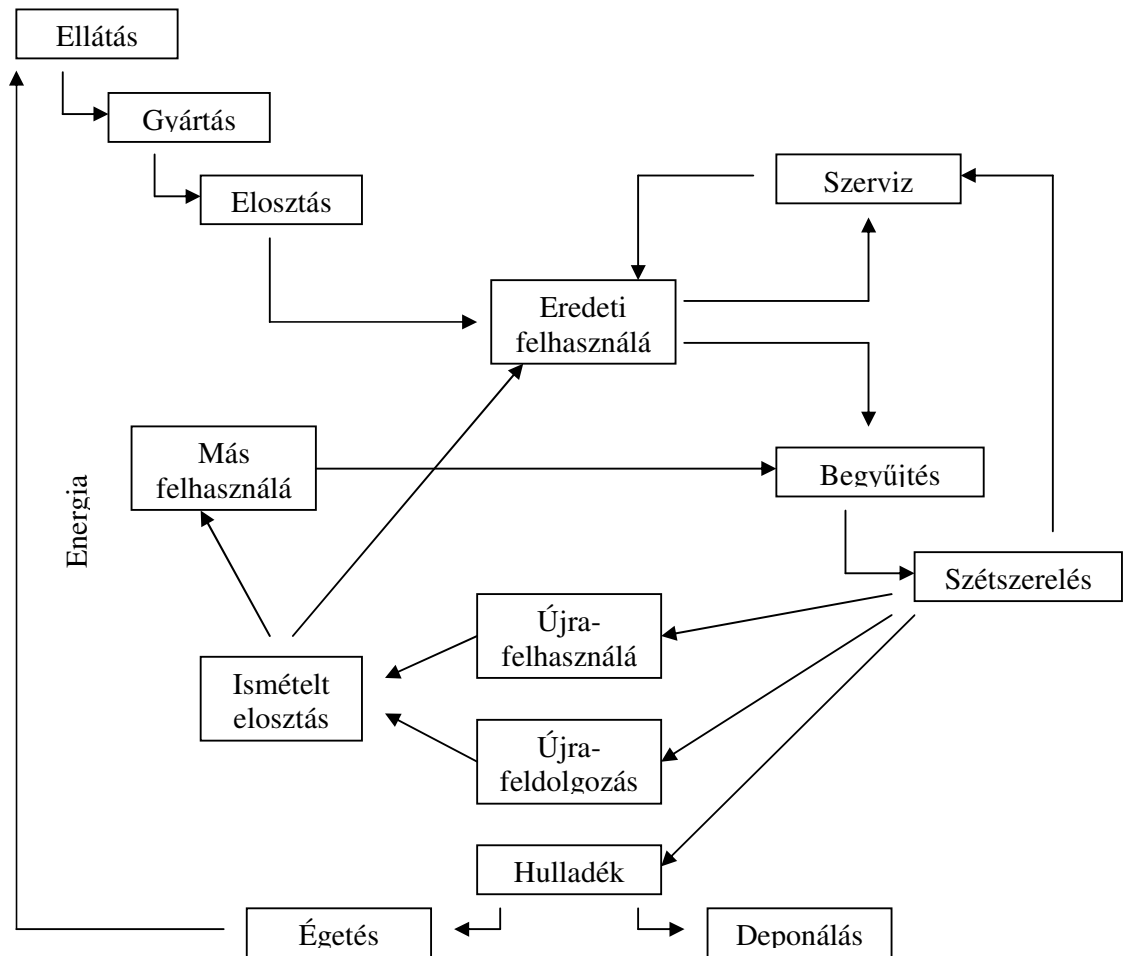 Ellátás
Gyártás
Elosztás
Szerviz
Eredeti
felhasználá
Más
felhasználá
Begyűjtés
Energia
Szétszerelés
Újra-
felhasználá
Ismételt
elosztás
Újra-
feldolgozás
Hulladék
Égetés
Deponálás